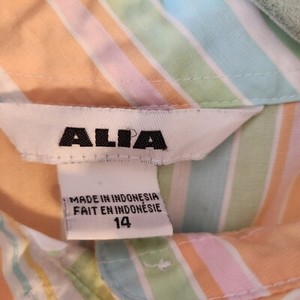 ALIA
MADE IN INDONESIA
FAIT EN INDONÉSIE
14